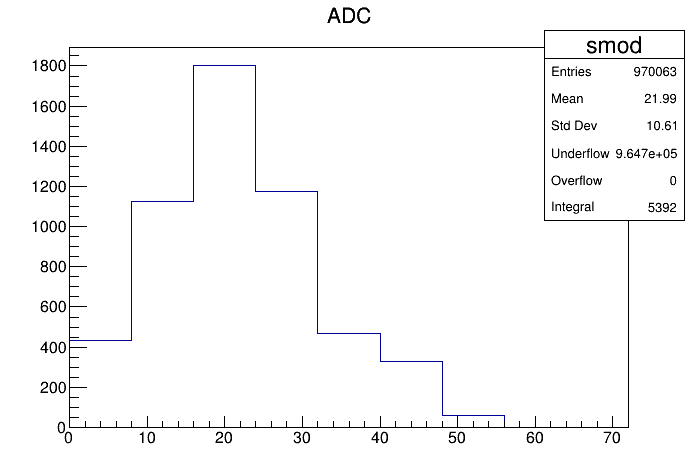 ADC
smod
Entries 970063
Mean 21.99
Std Dev 10.61
Underflow 9.647e+05
Overflow 0
Integral 5392
1800
1600
1400
1200
1000
800
600
400
200
0
0 10 20 30 40 50 60 70